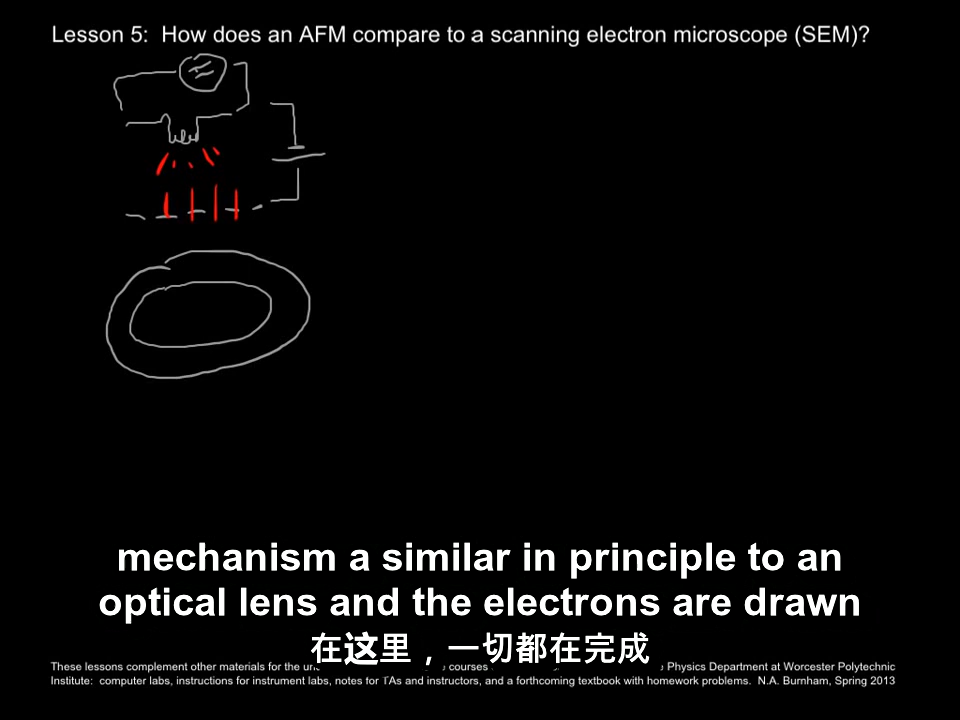 Lesson 5:  How does an AFM compare to a scanning electron microscope (SEM)?
mechanism a similar in principle to an
optical lens and the electrons are drawn
在这里，一切都在完成
These lessons complement other materials for the courses Physics Department at Worcester Polytechnic
Institute:  computer labs, instructions for instrument labs, notes for TAs and instructors, and a forthcoming textbook with homework problems.  N.A. Burnham, Spring 2013